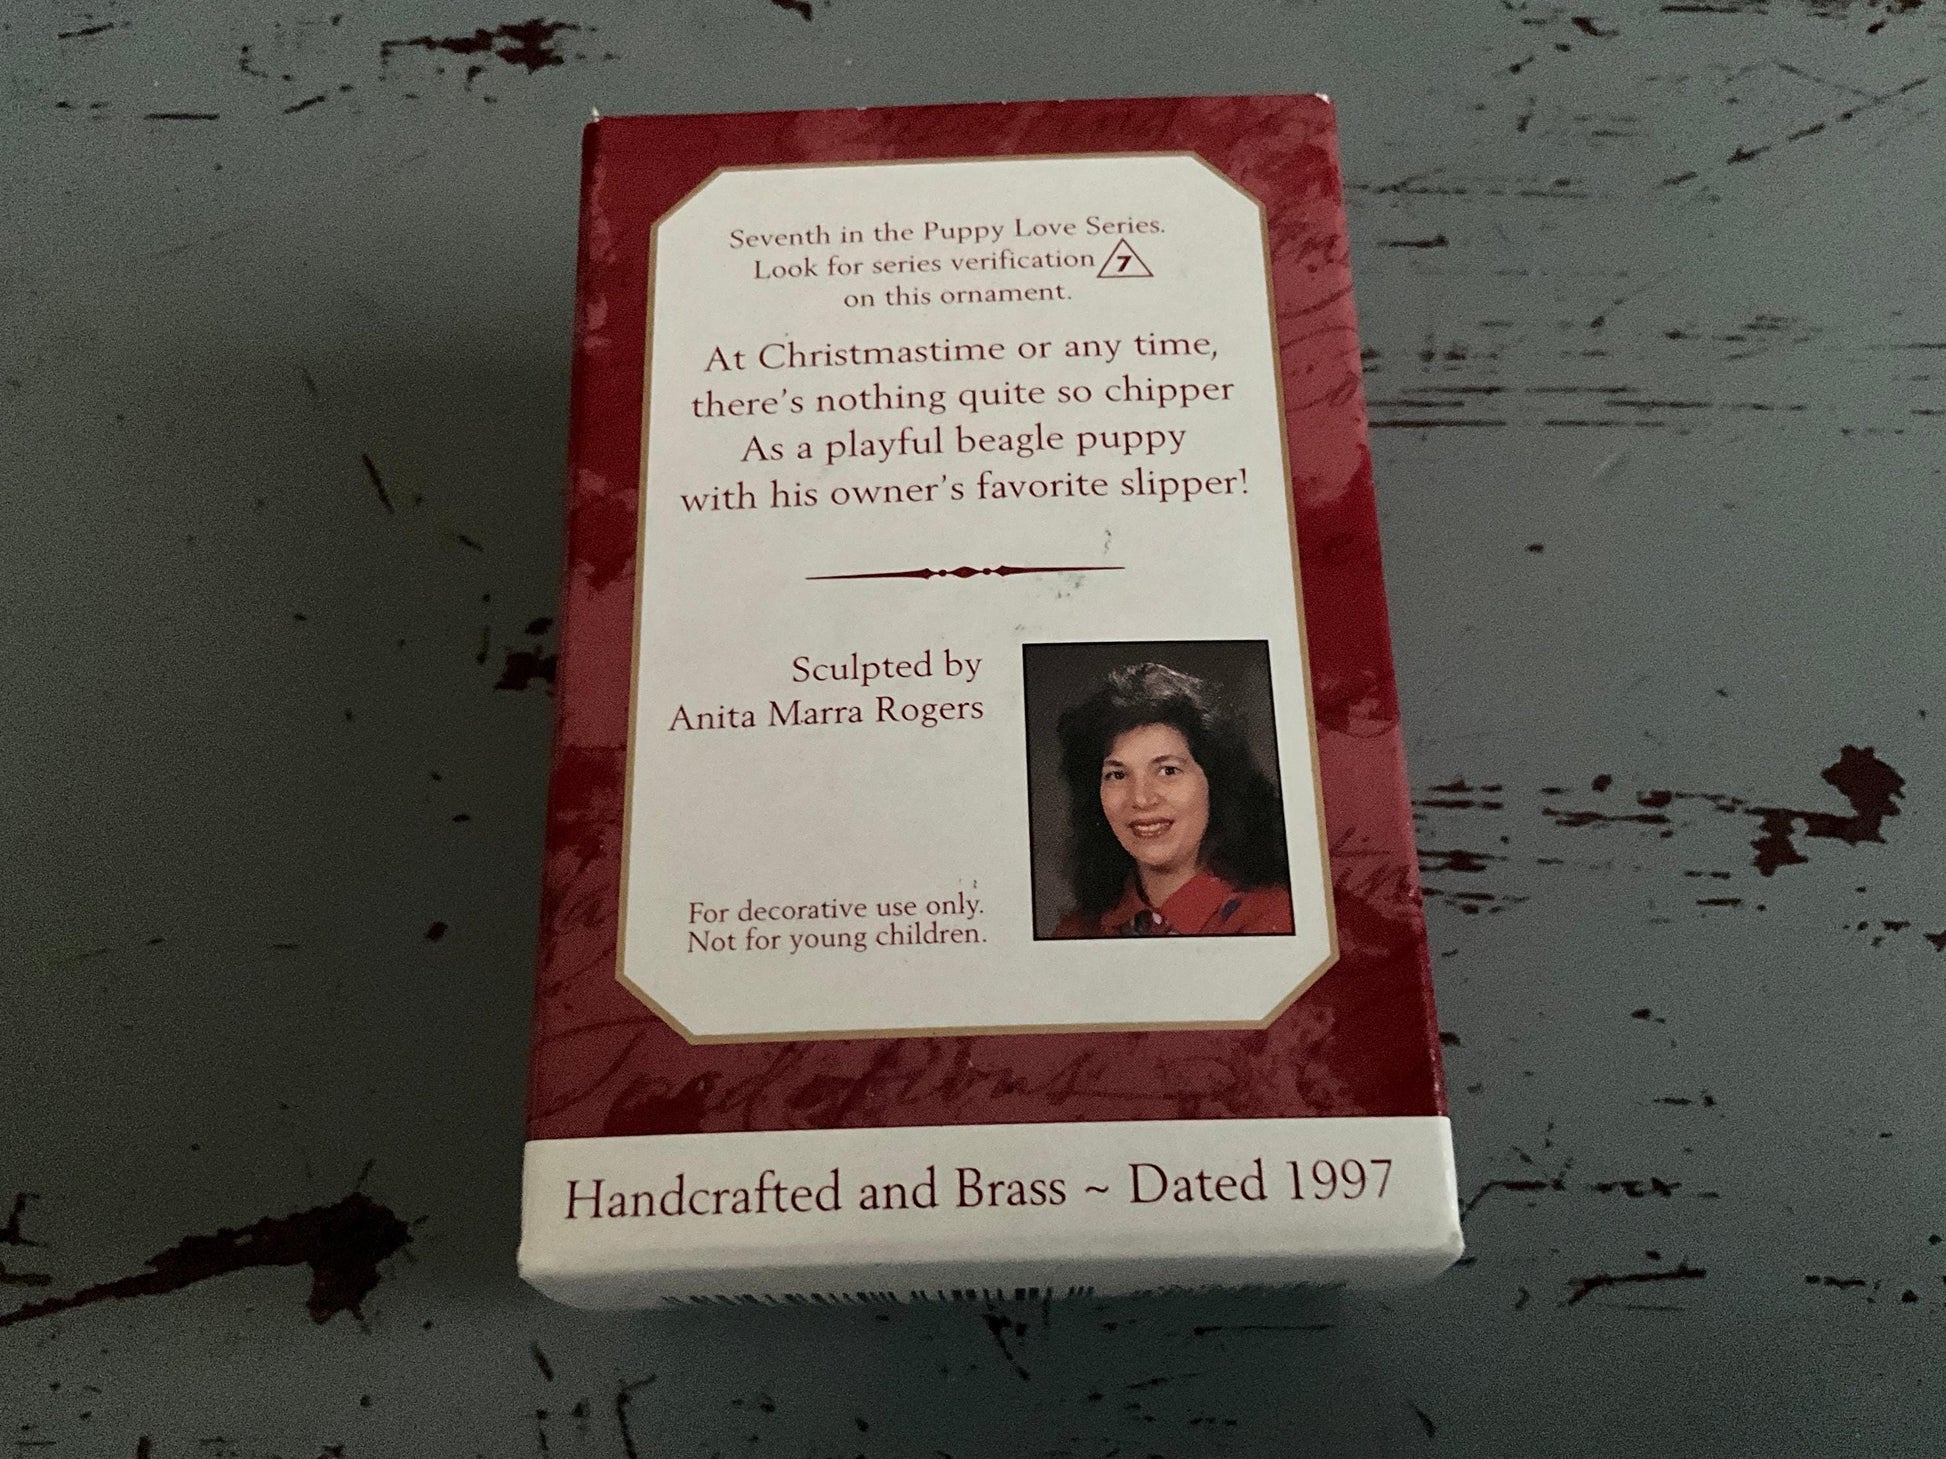 Seventh in the Puppy Love Series.
Look for series verification 7
on this ornament.
At Christmastime or any time,
there's nothing quite so chipper
As a playful beagle puppy
with his owner's favorite slipper!
Sculpted by
Anita Marra Rogers
For decorative use only.
Not for young children.
Handcrafted and Brass ~ Dated 1997